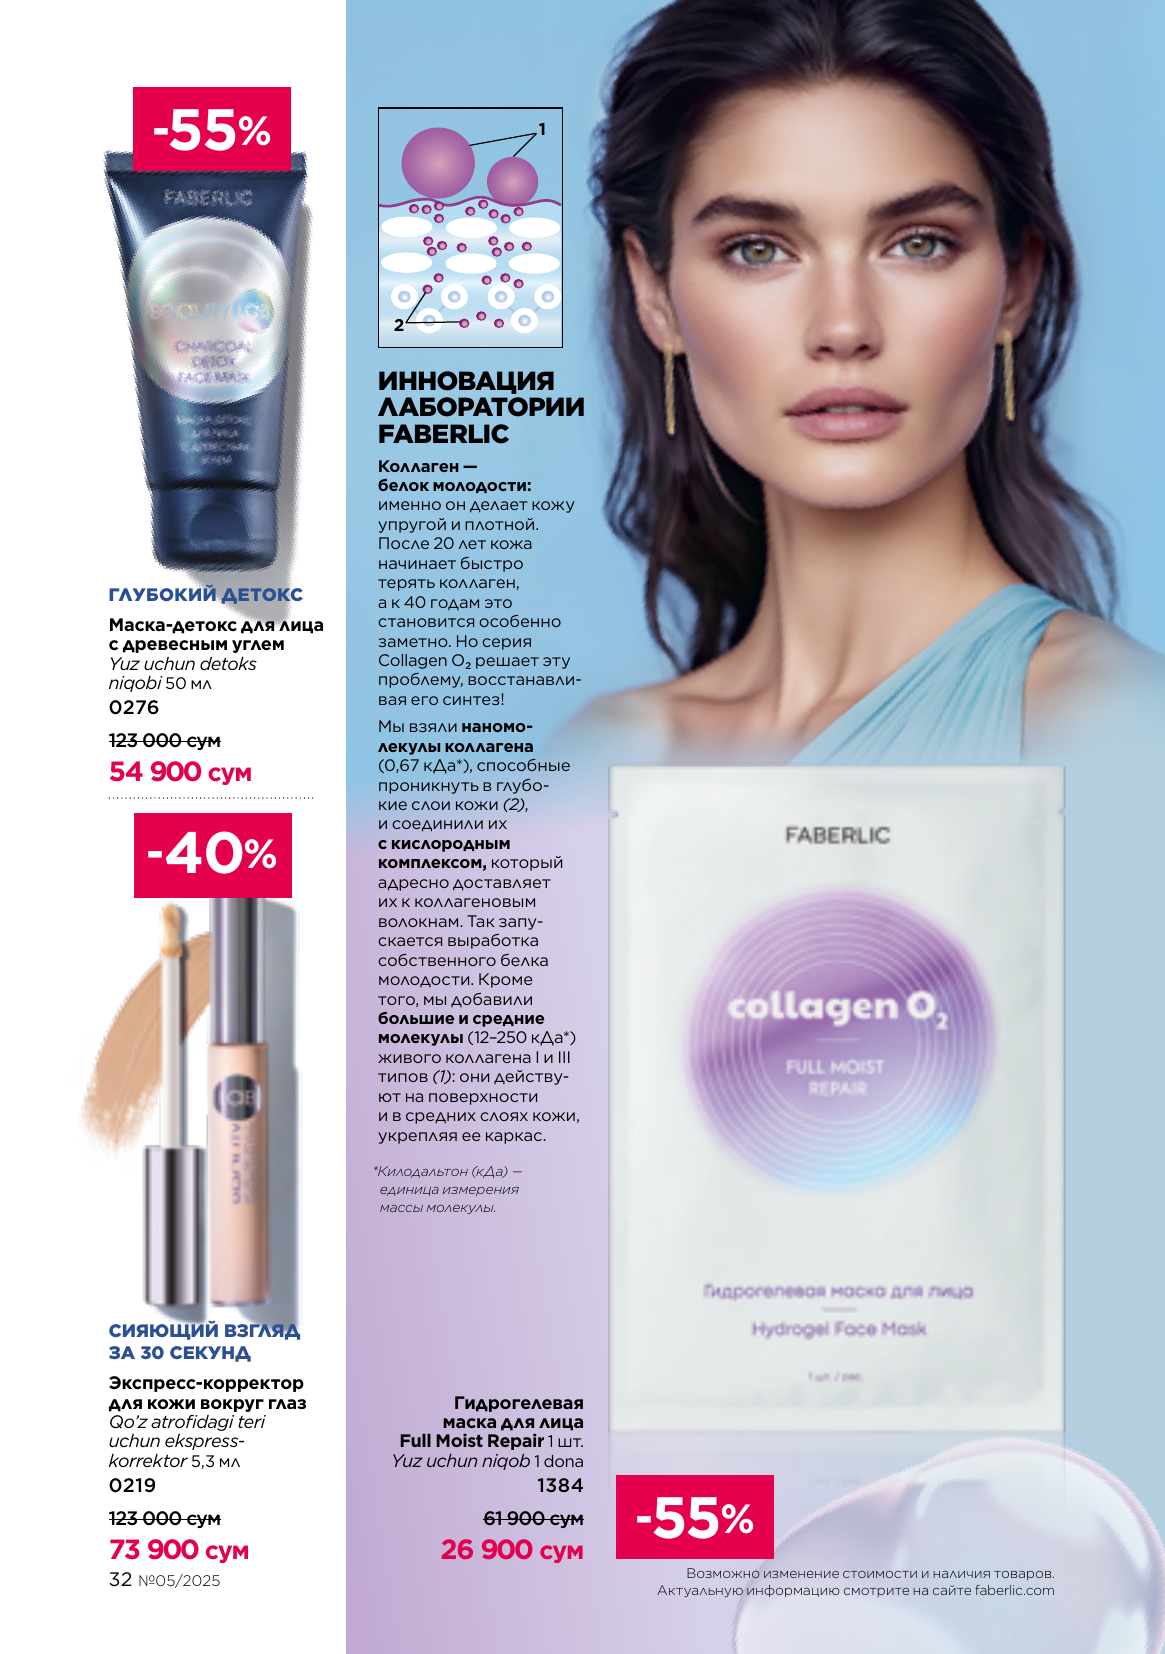 -55%
FABERLIC
CHARCOAL
DETOX
FACE MASK
ГЛУБОКИЙ ДЕТОКС
Маска-детокс для лица
с древесным углем
Yuz uchun detoks
niqobi 50 мл
0276
123 000 сум
54 900 сум
-40%
СИЯЮЩИЙ ВЗГЛЯД
ЗА 30 СЕКУНД
Экспресс-корректор
для кожи вокруг глаз
Qo'z atrofidagi teri
uchun ekspress-
korrektor 5,3 мл
0219
123 000 сум
73 900 сум
32 №05/2025
1
2
ИННОВАЦИЯ
ЛАБОРАТОРИИ
FABERLIC
Коллаген —
белок молодости:
именно он делает кожу
упругой и плотной.
После 20 лет кожа
начинает быстро
терять коллаген,
а к 40 годам это
становится особенно
заметно. Но серия
Collagen O₂ решает эту
проблему, восстанавли-
вая его синтез!
Мы взяли наномо-
лекулы коллагена
(0,67 кДа*), способные
проникнуть в глубо-
кие слои кожи (2),
и соединили их
с кислородным
комплексом, который
адресно доставляет
их к коллагеновым
волокнам. Так запу-
скается выработка
собственного белка
молодости. Кроме
того, мы добавили
большие и средние
молекулы (12–250 кДа*)
живого коллагена I и III
типов (1): они действу-
ют на поверхности
и в средних слоях кожи,
укрепляя ее каркас.
*Килодальтон (кДа) —
единица измерения
массы молекулы.
FABERLIC
collagen O₂
FULL MOIST
REPAIR
Гидрогелевая маска для лица
Hydrogel Face Mask
Гидрогелевая
маска для лица
Full Moist Repair 1 шт.
Yuz uchun niqob 1 dona
1384
61 900 сум
26 900 сум
-55%
Возможно изменение стоимости и наличия товаров.
Актуальную информацию смотрите на сайте faberlic.com